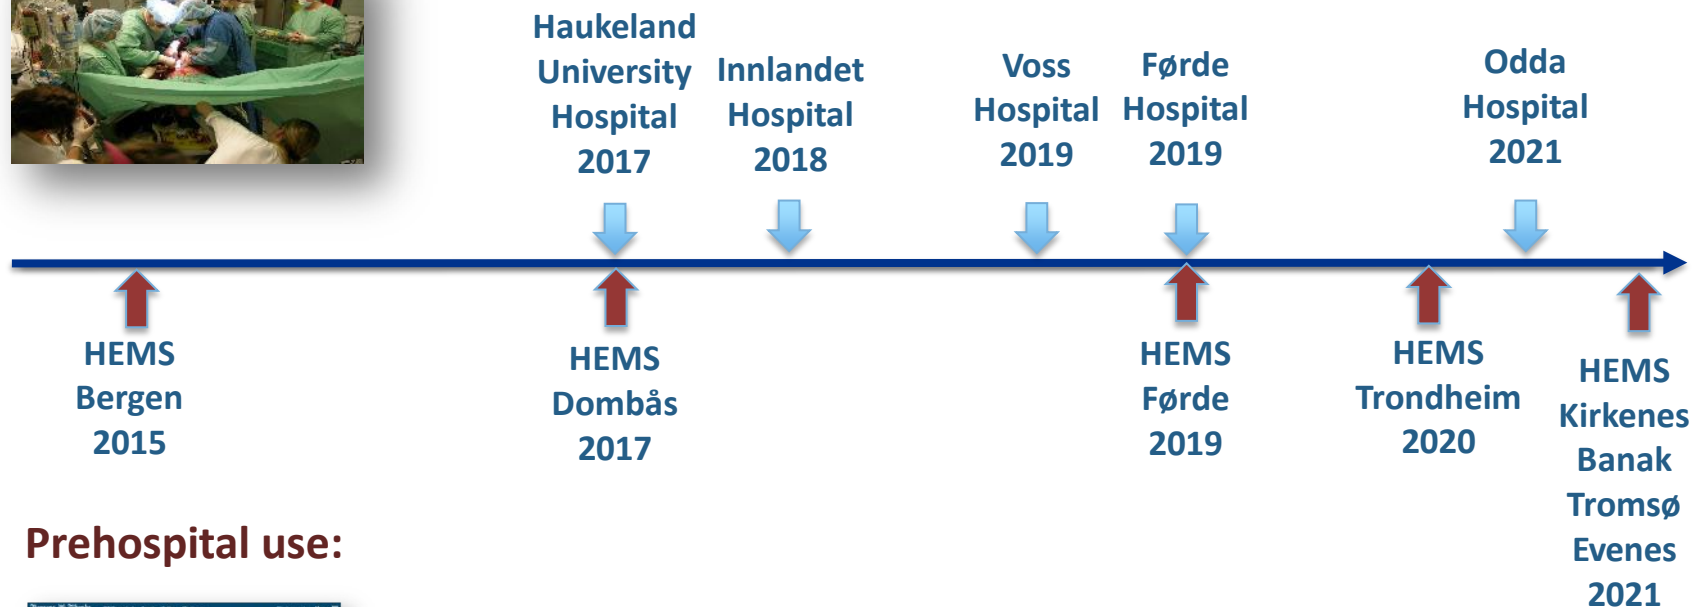 Haukeland
University
Hospital
2017
Innlandet
Hospital
2018
Voss
Hospital
2019
Førde
Hospital
2019
Odda
Hospital
2021
HEMS
Bergen
2015
HEMS
Dombås
2017
HEMS
Førde
2019
HEMS
Trondheim
2020
HEMS
Kirkenes
Banak
Tromsø
Evenes
2021
Prehospital use: